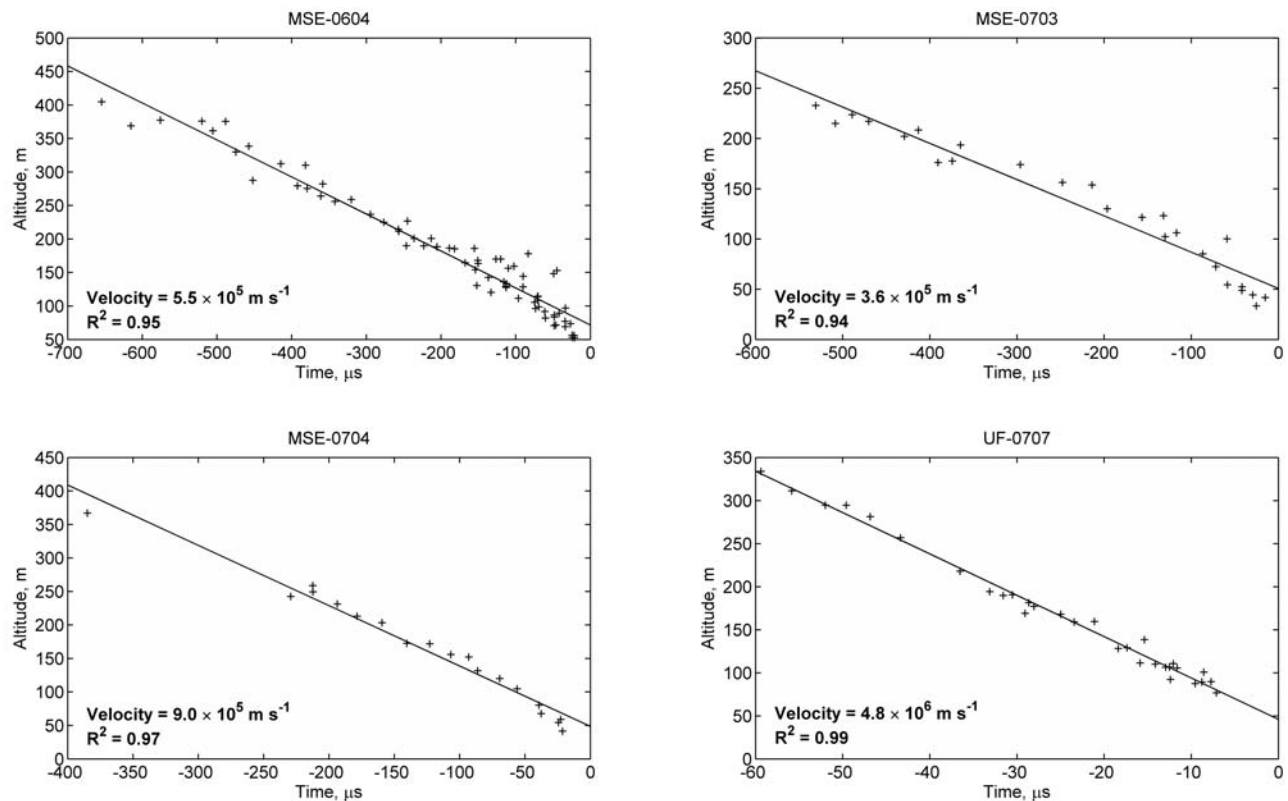 MSE-0604
500
450
400
350
300
250
200
150
100
50
Altitude, m
Velocity = 5.5 × 10⁵ m s⁻¹
R² = 0.95
-700 -600 -500 -400 -300 -200 -100 0
Time, μs
MSE-0703
300
250
200
150
100
50
0
Altitude, m
Velocity = 3.6 × 10⁵ m s⁻¹
R² = 0.94
-600 -500 -400 -300 -200 -100 0
Time, μs
MSE-0704
450
400
350
300
250
200
150
100
50
0
Altitude, m
Velocity = 9.0 × 10⁵ m s⁻¹
R² = 0.97
-400 -350 -300 -250 -200 -150 -100 -50 0
Time, μs
UF-0707
350
300
250
200
150
100
50
0
Altitude, m
Velocity = 4.8 × 10⁶ m s⁻¹
R² = 0.99
-60 -50 -40 -30 -20 -10 0
Time, μs